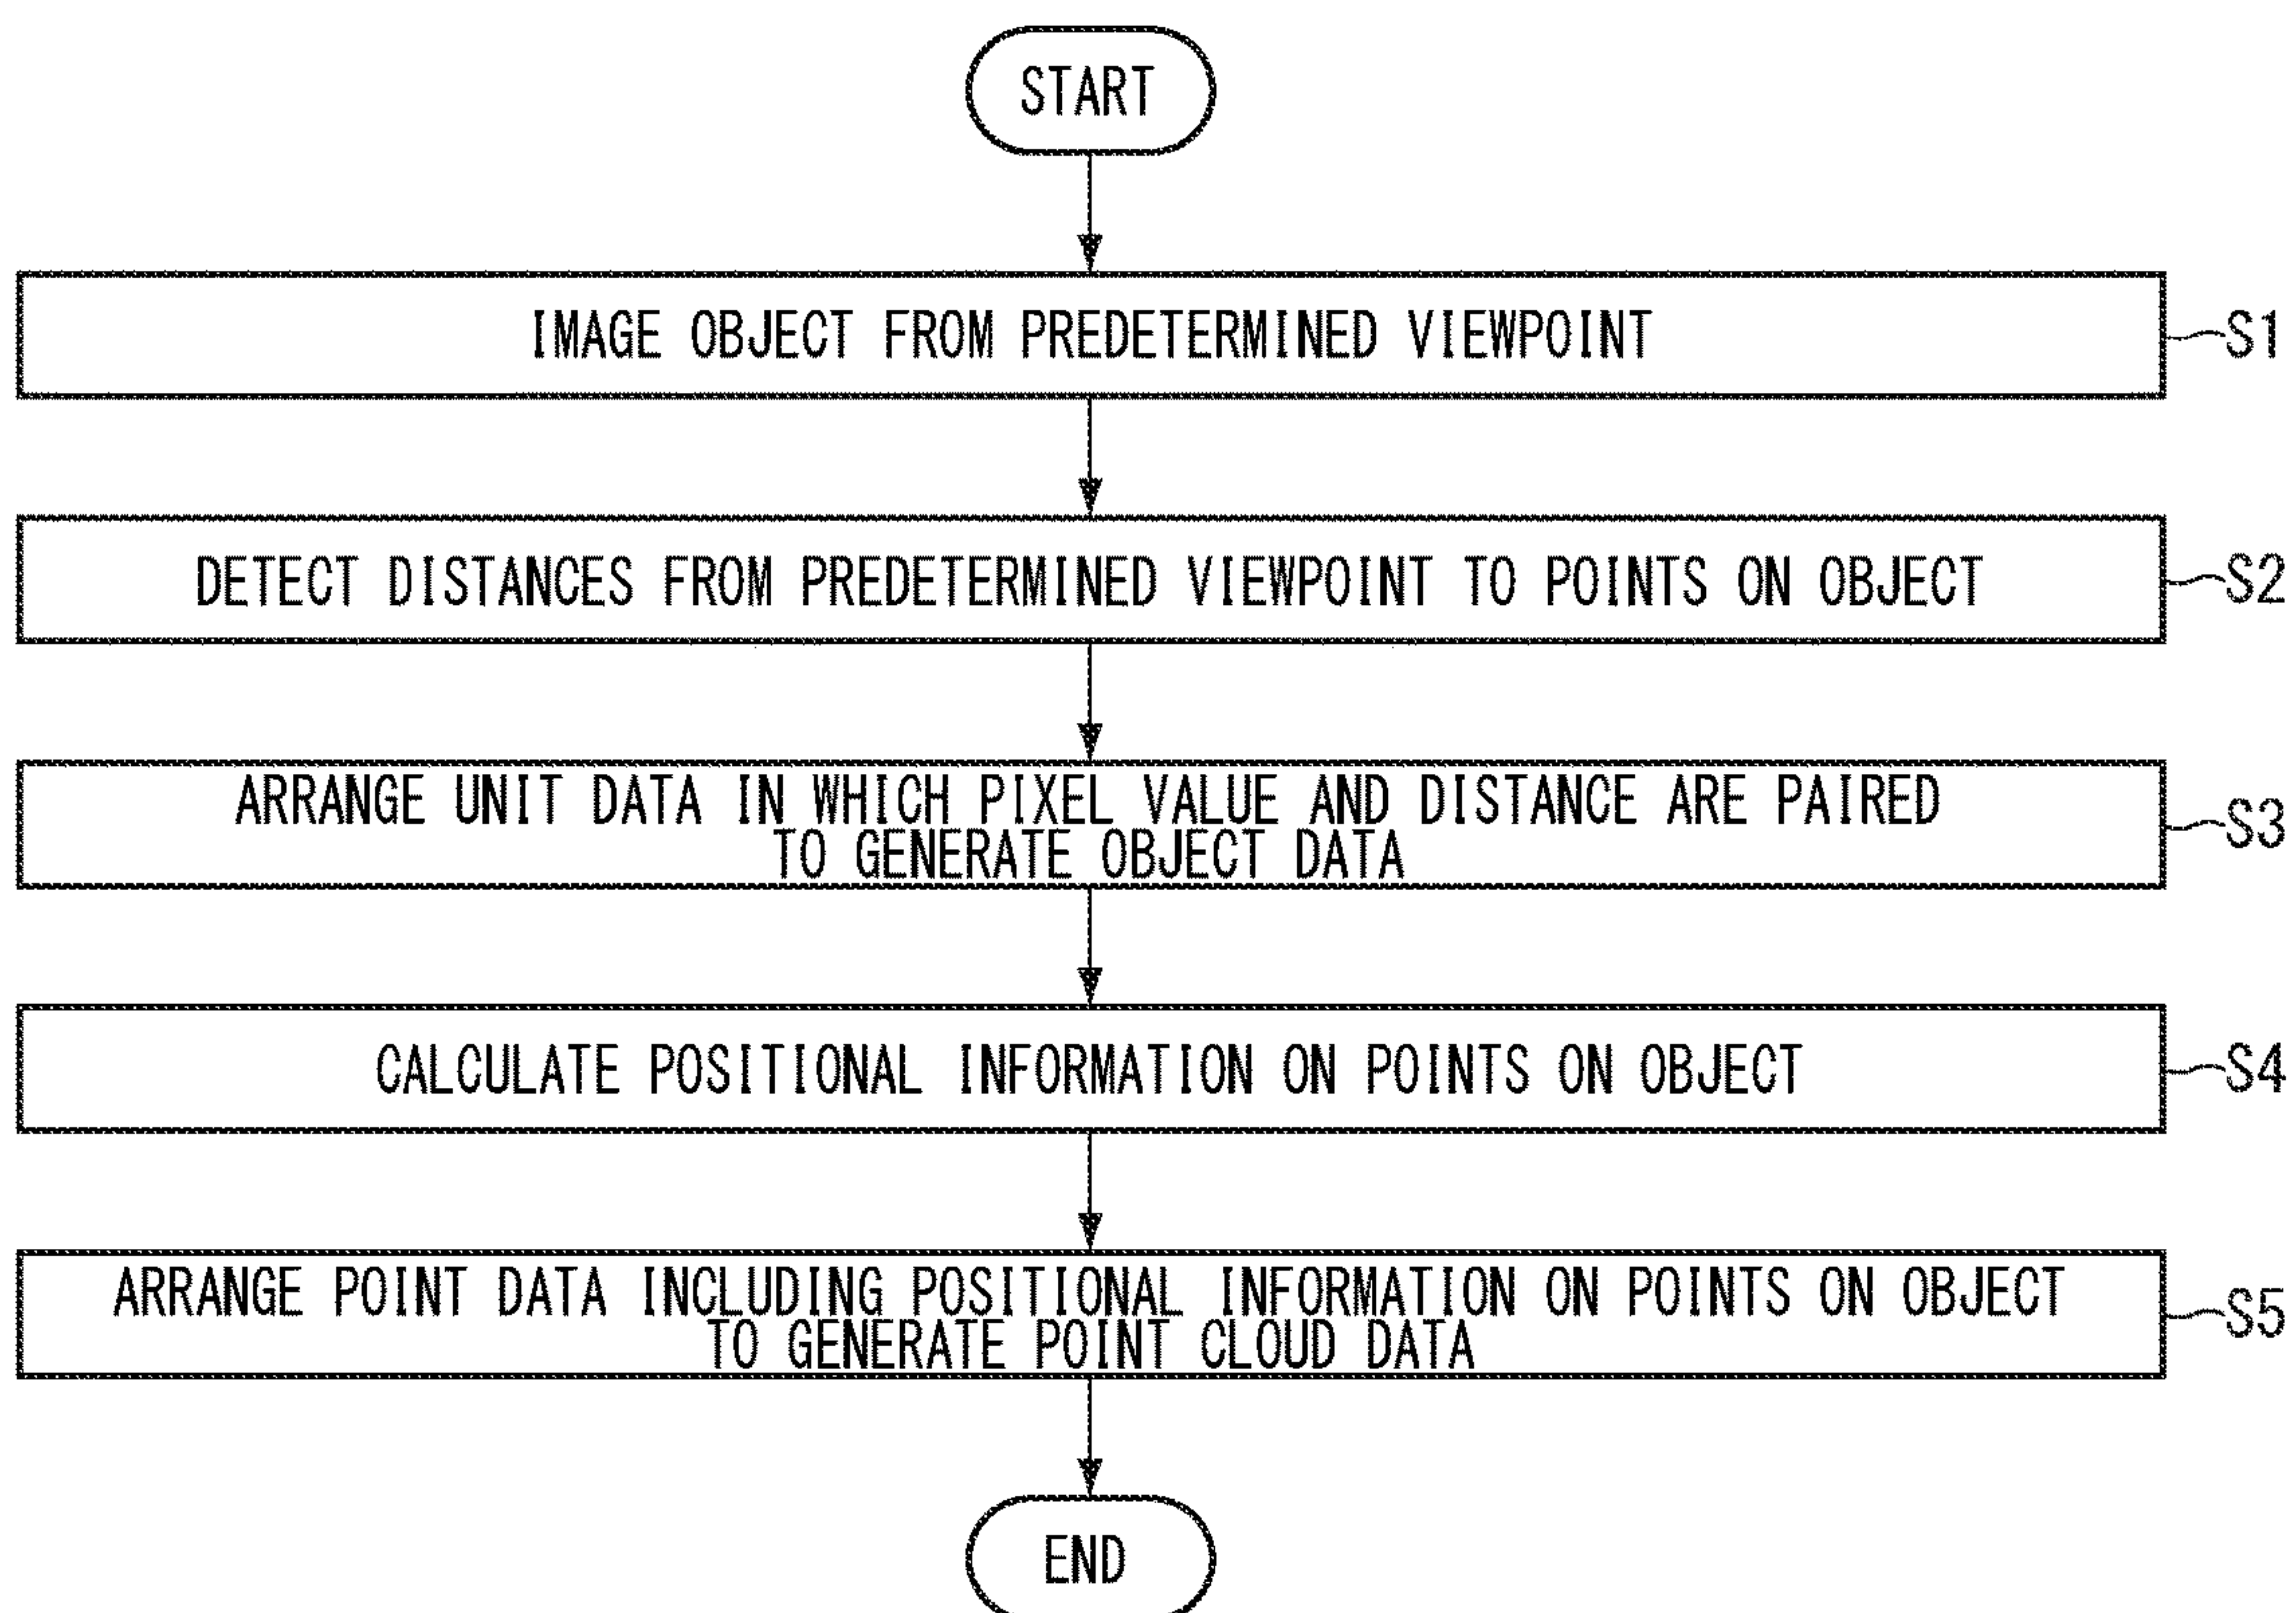 START
IMAGE OBJECT FROM PREDETERMINED VIEWPOINT
S1
DETECT DISTANCES FROM PREDETERMINED VIEWPOINT TO POINTS ON OBJECT
S2
ARRANGE UNIT DATA IN WHICH PIXEL VALUE AND DISTANCE ARE PAIRED
TO GENERATE OBJECT DATA
S3
CALCULATE POSITIONAL INFORMATION ON POINTS ON OBJECT
S4
ARRANGE POINT DATA INCLUDING POSITIONAL INFORMATION ON POINTS ON OBJECT
TO GENERATE POINT CLOUD DATA
S5
END